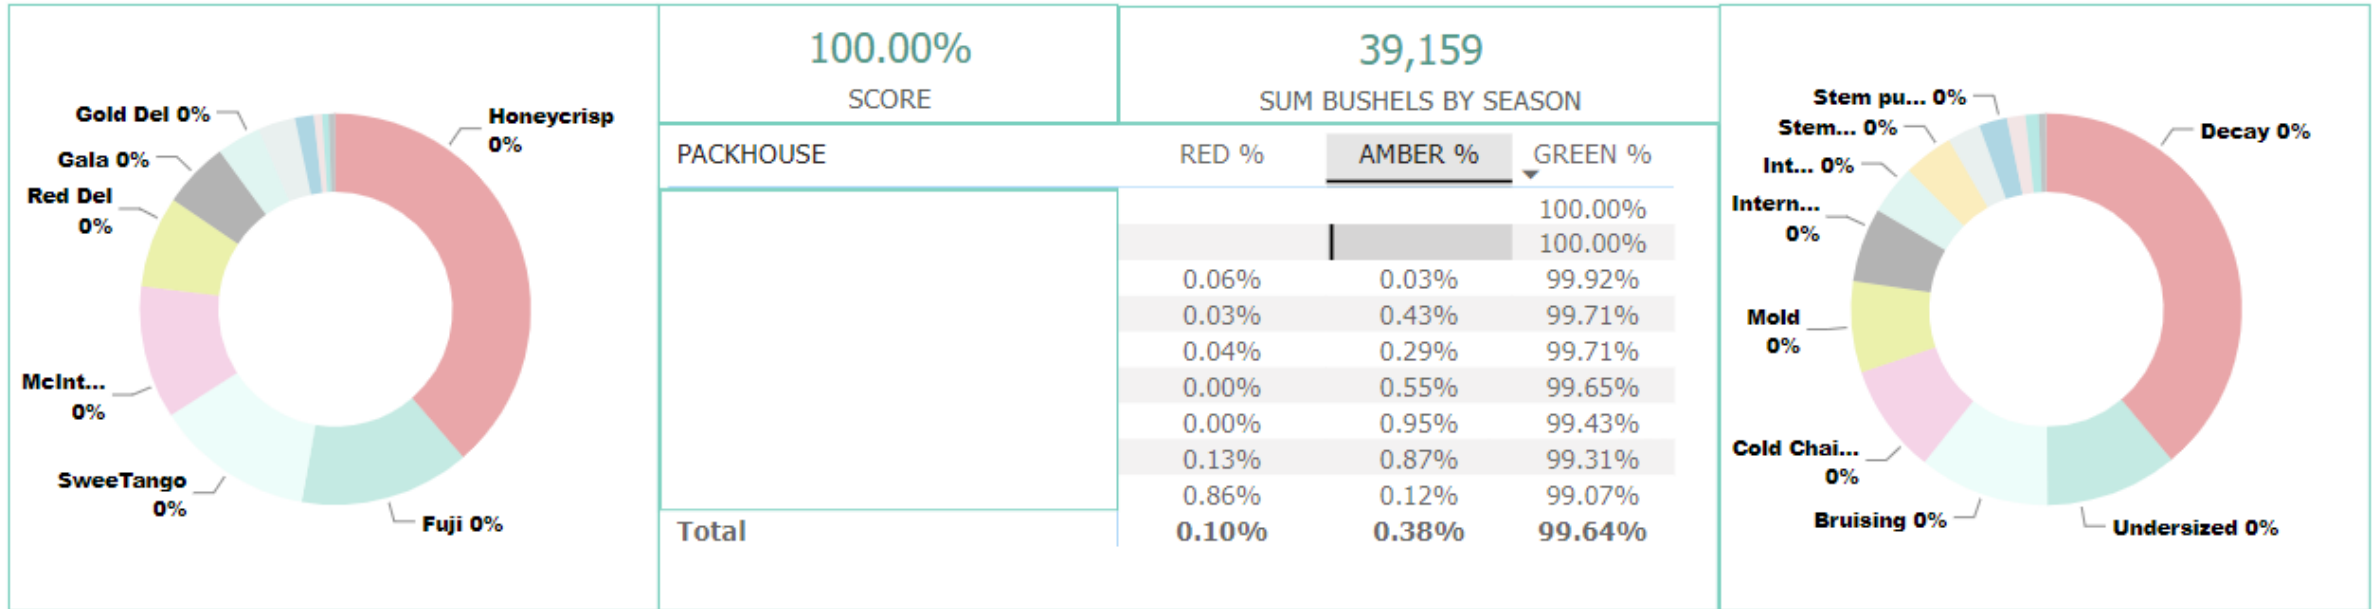 Gold Del 0%
Honeycrisp
0%
Gala 0%
Red Del
0%
McInt...
0%
SweeTango
0%
Fuji 0%
100.00%
SCORE
39,159
SUM BUSHELS BY SEASON
PACKHOUSE RED % AMBER % GREEN %
100.00%
100.00%
0.06% 0.03% 99.92%
0.03% 0.43% 99.71%
0.04% 0.29% 99.71%
0.00% 0.55% 99.65%
0.00% 0.95% 99.43%
0.13% 0.87% 99.31%
0.86% 0.12% 99.07%
Total 0.10% 0.38% 99.64%
Stem pu... 0%
Decay 0%
Stem... 0%
Int... 0%
Intern...
0%
Mold
0%
Cold Chai...
0%
Bruising 0%
Undersized 0%